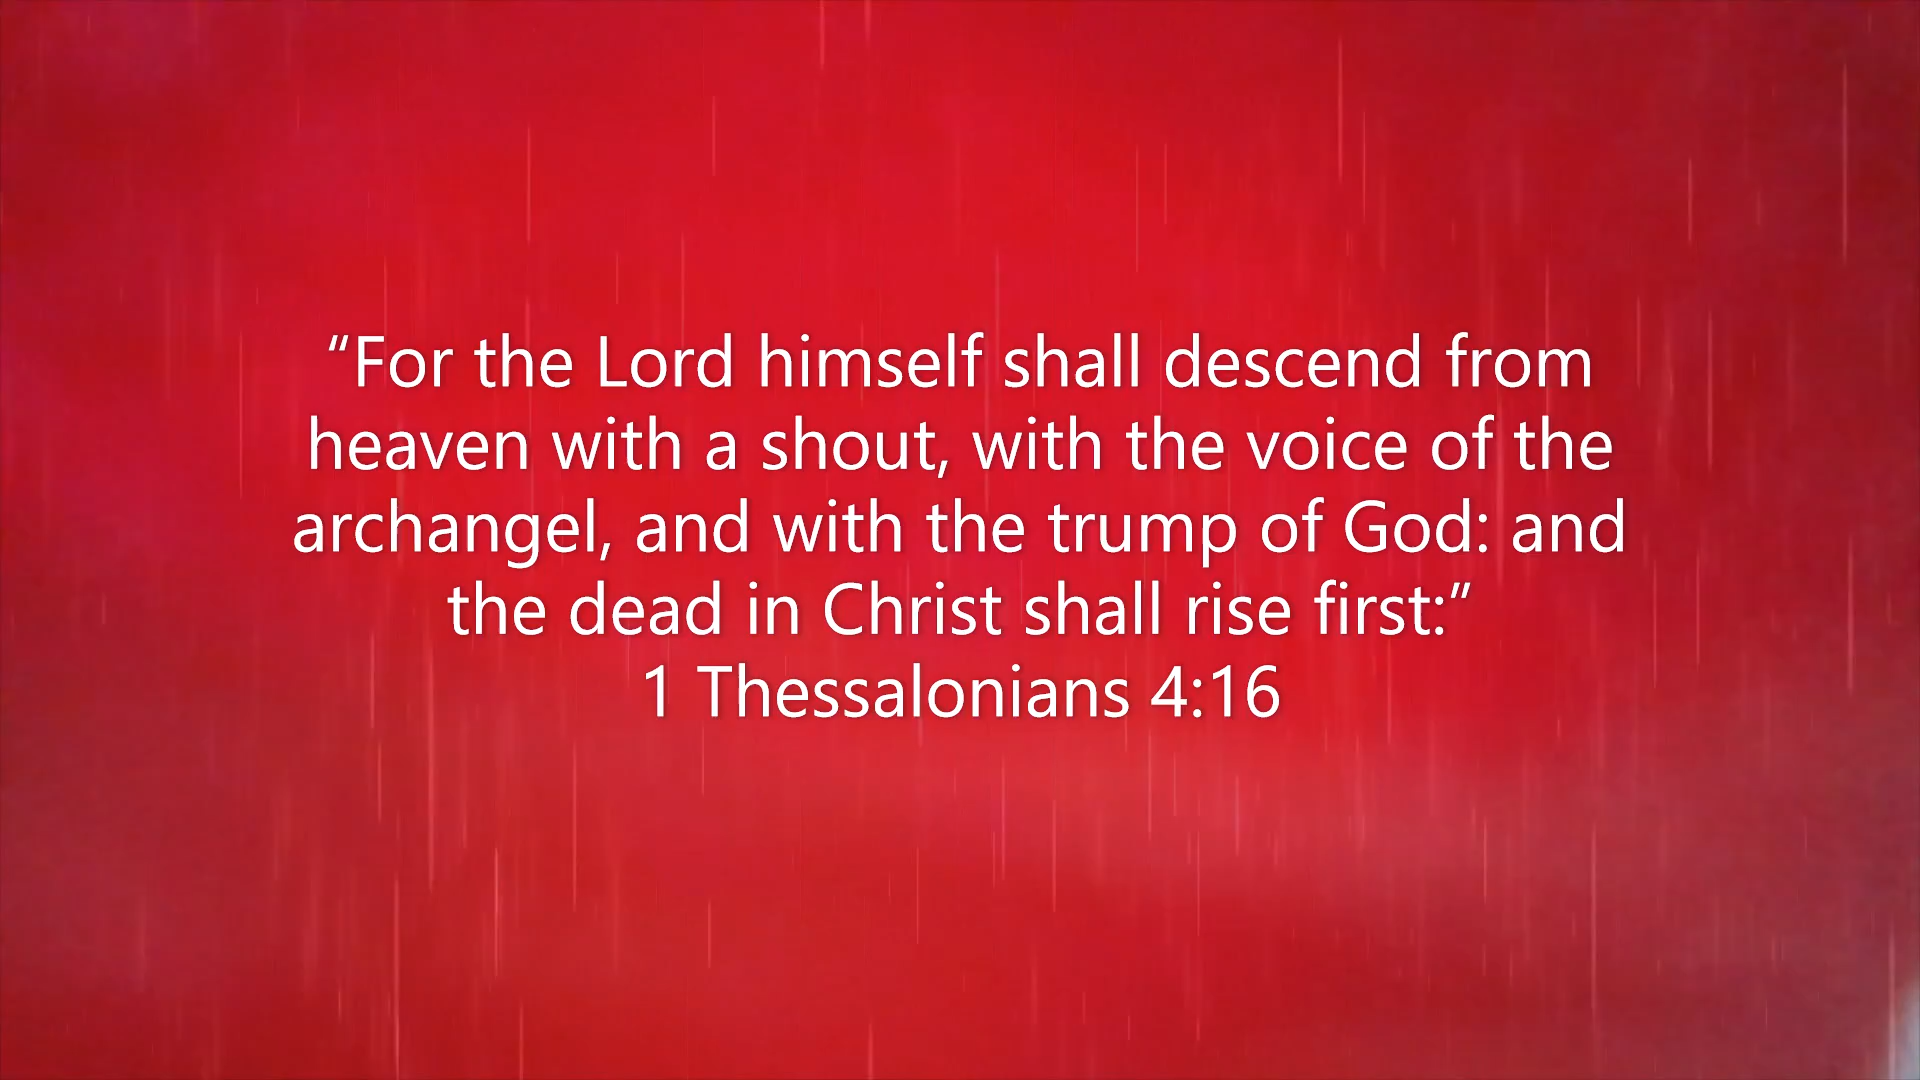 “For the Lord himself shall descend from
heaven with a shout, with the voice of the
archangel, and with the trump of God: and
the dead in Christ shall rise first:”
1 Thessalonians 4:16